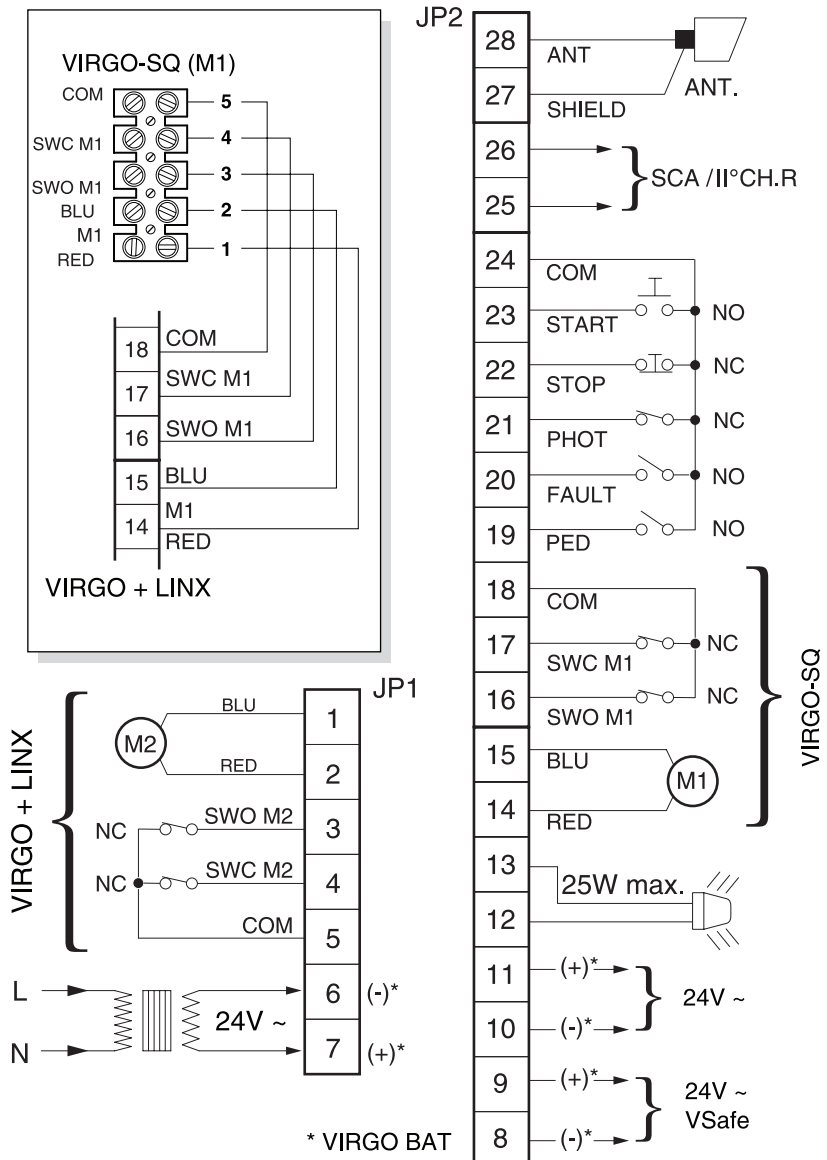 VIRGO-SQ (M1)
COM 5
SWC M1 4
SWO M1 3
BLU 2
M1
RED 1
18 COM
17 SWC M1
16 SWO M1
15 BLU
14 M1
RED
VIRGO + LINX
JP2
28 ANT
ANT.
27 SHIELD
26
25
SCA /II°CH.R
24 COM
23 START NO
22 STOP NC
21 PHOT NC
20 FAULT NO
19 PED NO
18 COM
17 SWC M1 NC
16 SWO M1 NC
15 BLU
M1
14 RED
VIRGO-SQ
13 25W max.
12
11 (+)*
24V ~
10 (-)*
9 (+)*
24V ~
VSafe
8 (-)*
JP1
VIRGO + LINX
M2
BLU 1
RED 2
NC SWO M2 3
NC SWC M2 4
COM 5
L 6 (-)*
24V ~
N 7 (+)*
* VIRGO BAT